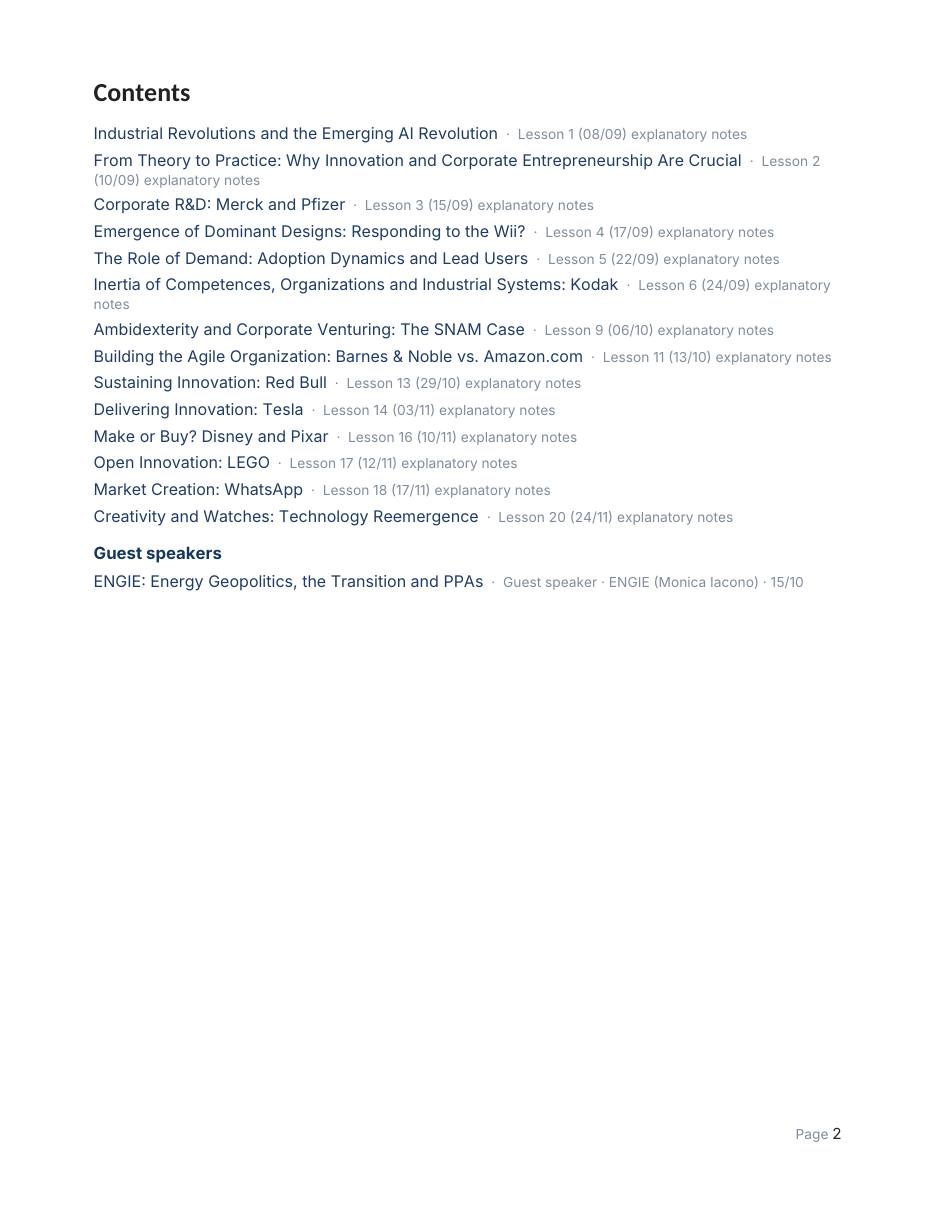 Contents
Industrial Revolutions and the Emerging AI Revolution · Lesson 1 (08/09) explanatory notes
From Theory to Practice: Why Innovation and Corporate Entrepreneurship Are Crucial · Lesson 2
(10/09) explanatory notes
Corporate R&D: Merck and Pfizer · Lesson 3 (15/09) explanatory notes
Emergence of Dominant Designs: Responding to the Wii? · Lesson 4 (17/09) explanatory notes
The Role of Demand: Adoption Dynamics and Lead Users · Lesson 5 (22/09) explanatory notes
Inertia of Competences, Organizations and Industrial Systems: Kodak · Lesson 6 (24/09) explanatory
notes
Ambidexterity and Corporate Venturing: The SNAM Case · Lesson 9 (06/10) explanatory notes
Building the Agile Organization: Barnes & Noble vs. Amazon.com · Lesson 11 (13/10) explanatory notes
Sustaining Innovation: Red Bull · Lesson 13 (29/10) explanatory notes
Delivering Innovation: Tesla · Lesson 14 (03/11) explanatory notes
Make or Buy? Disney and Pixar · Lesson 16 (10/11) explanatory notes
Open Innovation: LEGO · Lesson 17 (12/11) explanatory notes
Market Creation: WhatsApp · Lesson 18 (17/11) explanatory notes
Creativity and Watches: Technology Reemergence · Lesson 20 (24/11) explanatory notes
Guest speakers
ENGIE: Energy Geopolitics, the Transition and PPAs · Guest speaker · ENGIE (Monica Iacono) · 15/10
Page 2